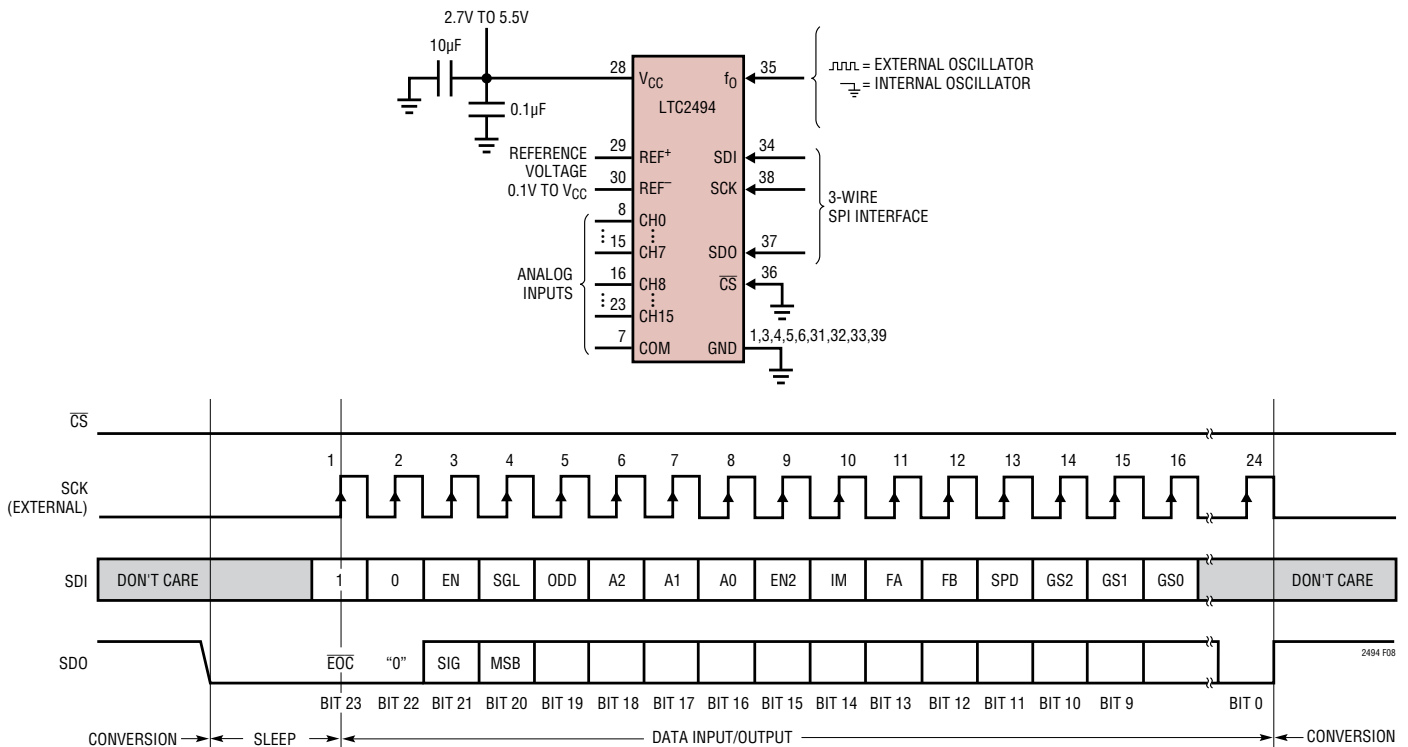 2.7V TO 5.5V
10µF
0.1µF
28 VCC
LTC2494
fO 35
= EXTERNAL OSCILLATOR
= INTERNAL OSCILLATOR
REFERENCE VOLTAGE 0.1V TO VCC
29 REF+
30 REF–
SDI 34
SCK 38
SDO 37
3-WIRE
SPI INTERFACE
ANALOG
INPUTS
8 CH0
15 CH7
16 CH8
23 CH15
7 COM
CS 36
GND 1,3,4,5,6,31,32,33,39
CS
1 2 3 4 5 6 7 8 9 10 11 12 13 14 15 16 24
SCK
(EXTERNAL)
SDI DON'T CARE 1 0 EN SGL ODD A2 A1 A0 EN2 IM FA FB SPD GS2 GS1 GS0 DON'T CARE
SDO EOC "0" SIG MSB
2494 F08
BIT 23 BIT 22 BIT 21 BIT 20 BIT 19 BIT 18 BIT 17 BIT 16 BIT 15 BIT 14 BIT 13 BIT 12 BIT 11 BIT 10 BIT 9 BIT 0
CONVERSION SLEEP DATA INPUT/OUTPUT CONVERSION